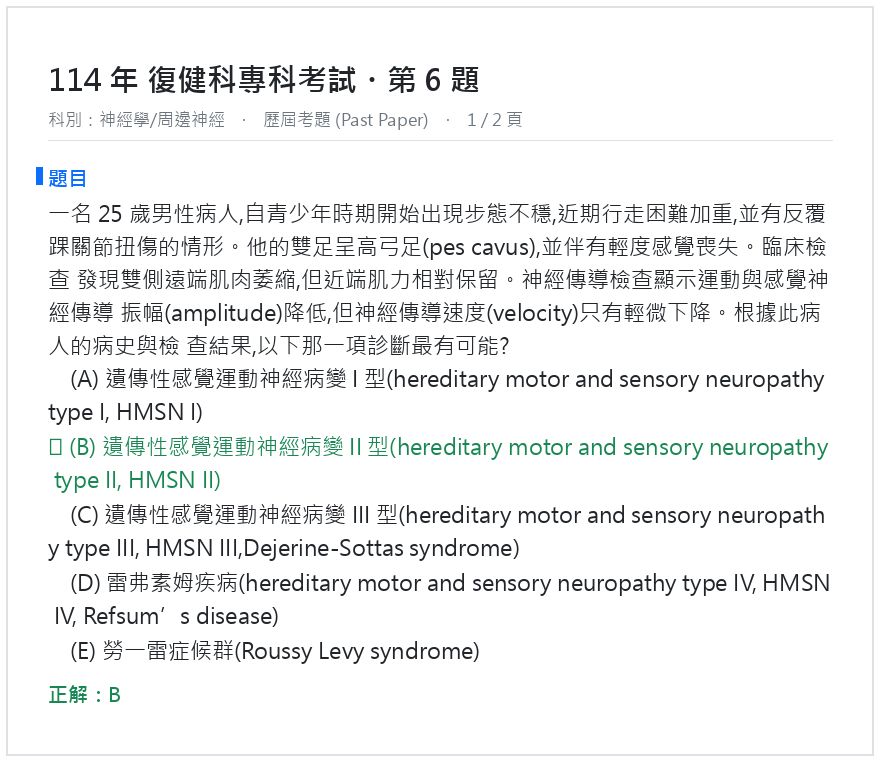 114 年 復健科專科考試・第 6 題
科別：神經學/周邊神經 · 歷屆考題 (Past Paper) · 1 / 2 頁
題目
一名 25 歲男性病人,自青少年時期開始出現步態不穩,近期行走困難加重,並有反覆
踝關節扭傷的情形。他的雙足呈高弓足(pes cavus),並伴有輕度感覺喪失。臨床檢
查 發現雙側遠端肌肉萎縮,但近端肌力相對保留。神經傳導檢查顯示運動與感覺神
經傳導 振幅(amplitude)降低,但神經傳導速度(velocity)只有輕微下降。根據此病
人的病史與檢 查結果,以下那一項診斷最有可能?
(A) 遺傳性感覺運動神經病變 I 型(hereditary motor and sensory neuropathy
type I, HMSN I)
(B) 遺傳性感覺運動神經病變 II 型(hereditary motor and sensory neuropathy
type II, HMSN II)
(C) 遺傳性感覺運動神經病變 III 型(hereditary motor and sensory neuropath
y type III, HMSN III,Dejerine-Sottas syndrome)
(D) 雷弗素姆疾病(hereditary motor and sensory neuropathy type IV, HMSN
IV, Refsum’s disease)
(E) 勞一雷症候群(Roussy Levy syndrome)
正解：B